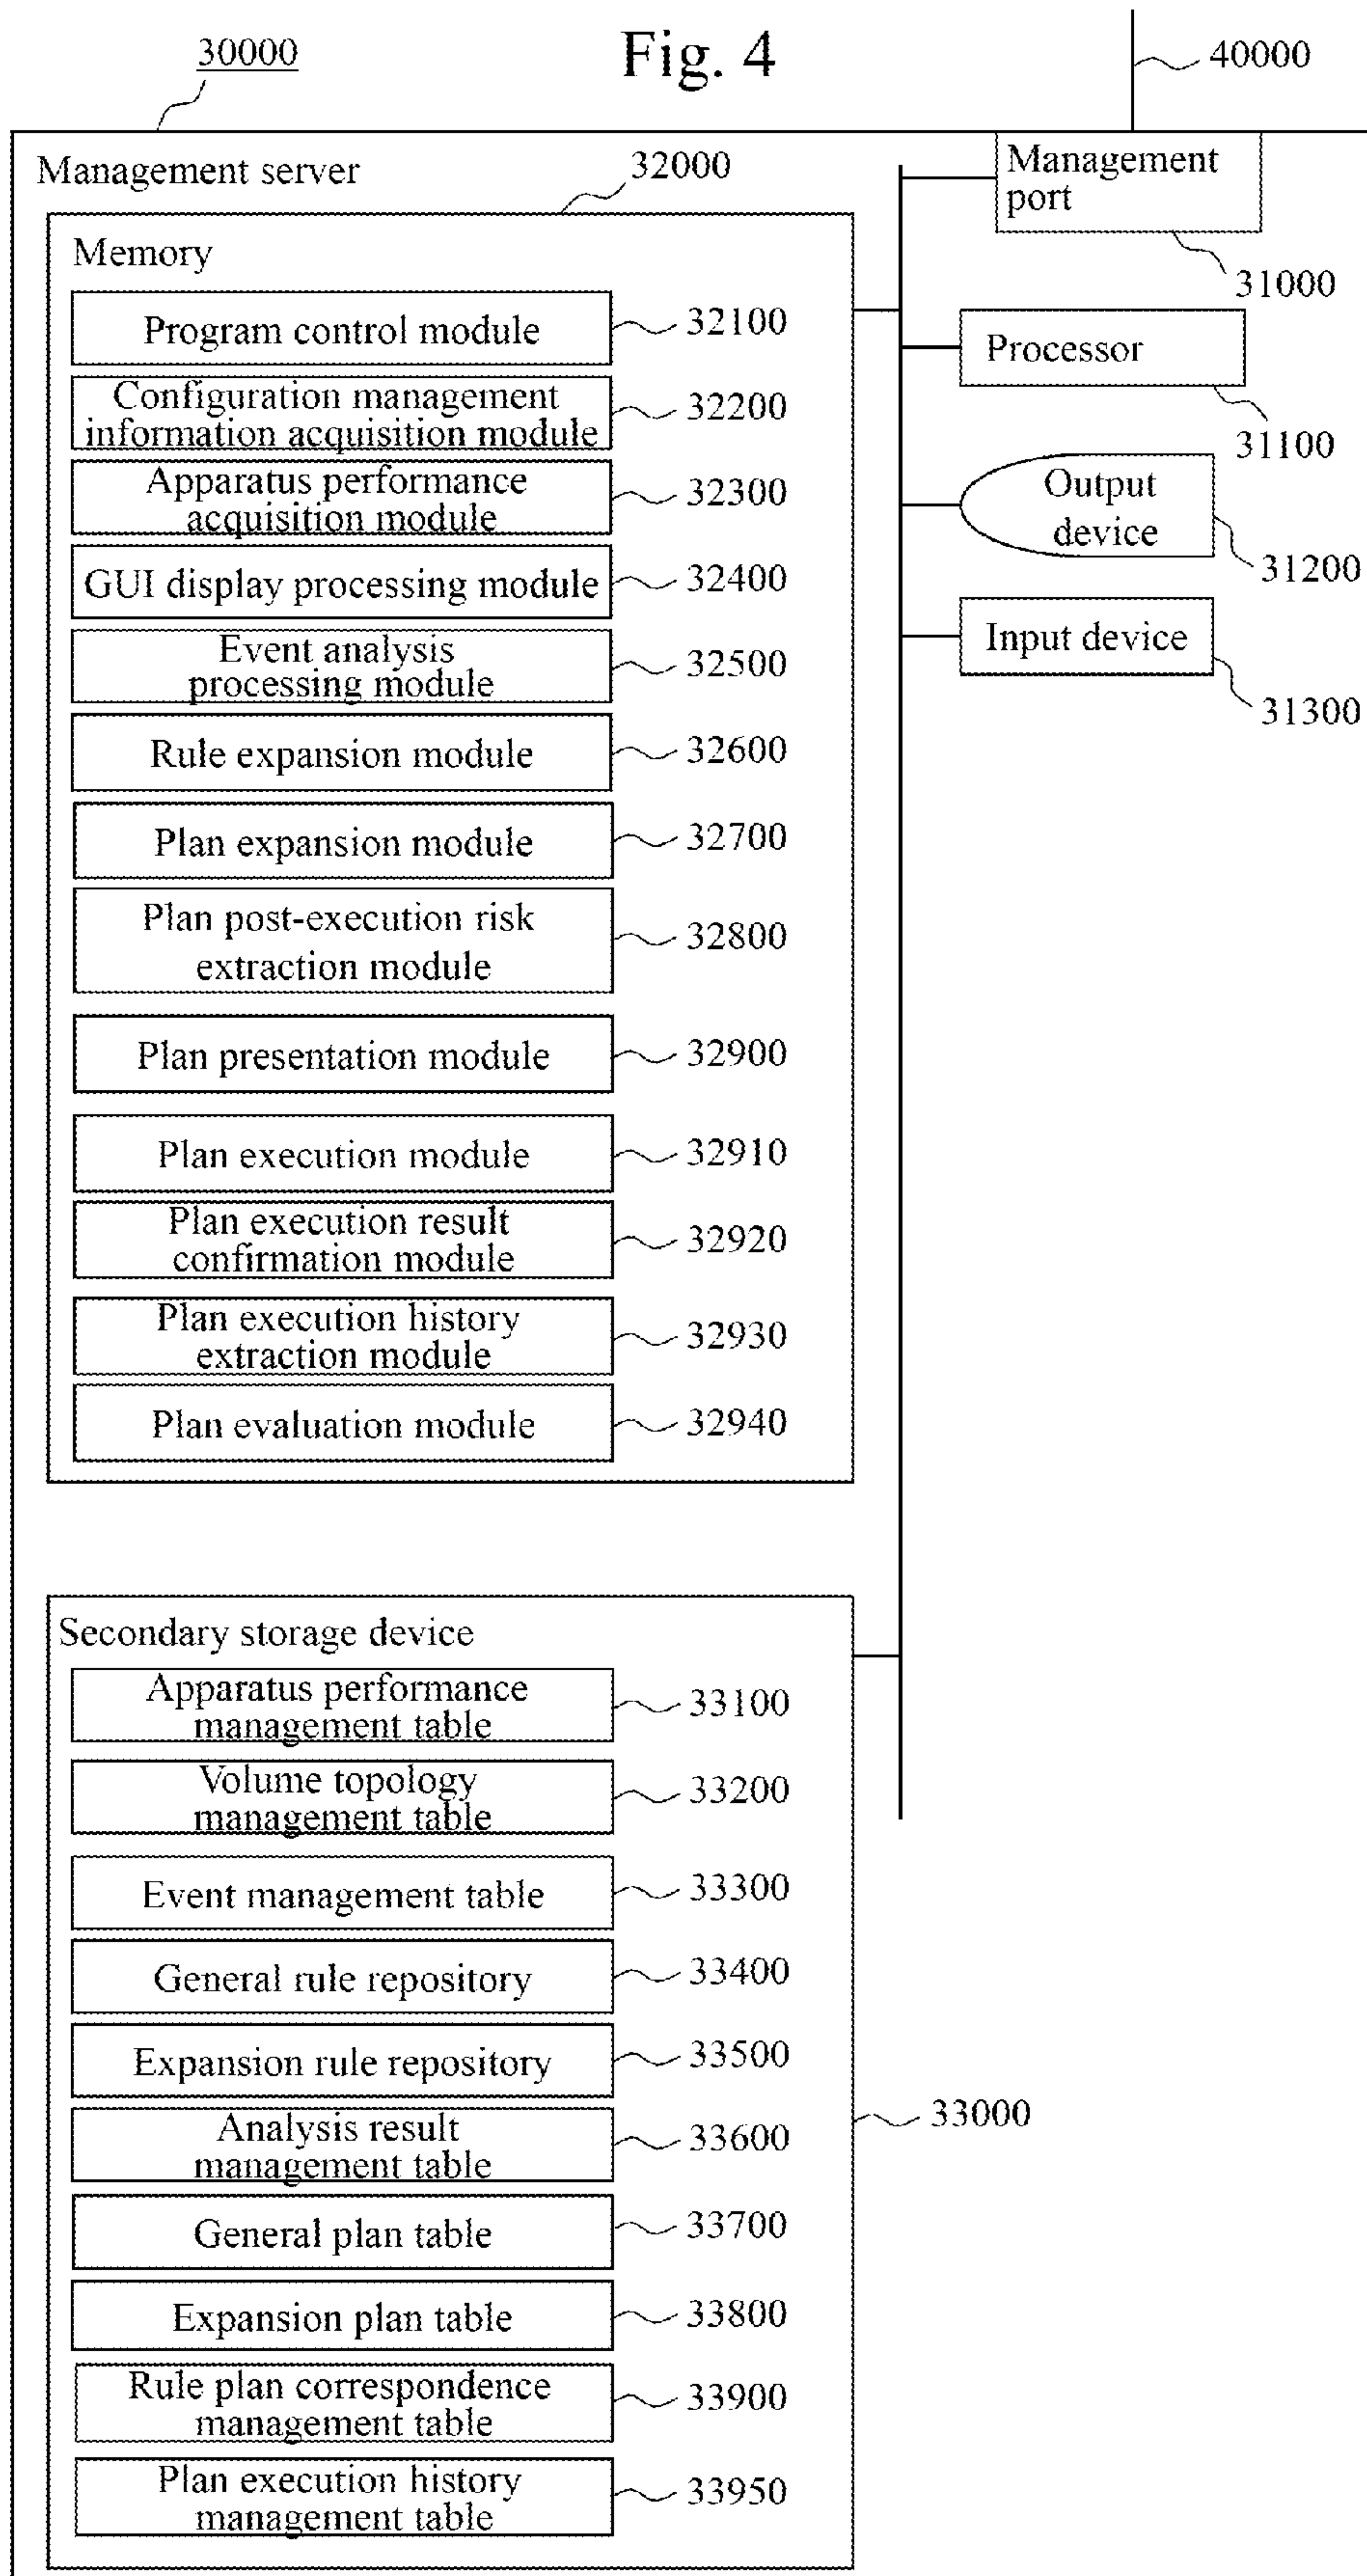 Fig. 4
30000
40000
Management server
32000
Management
port
31000
Memory
Program control module
32100
Processor
31100
Configuration management
information acquisition module
32200
Apparatus performance
acquisition module
32300
Output
device
31200
GUI display processing module
32400
Event analysis
processing module
32500
Input device
31300
Rule expansion module
32600
Plan expansion module
32700
Plan post-execution risk
extraction module
32800
Plan presentation module
32900
Plan execution module
32910
Plan execution result
confirmation module
32920
Plan execution history
extraction module
32930
Plan evaluation module
32940
Secondary storage device
Apparatus performance
management table
33100
Volume topology
management table
33200
Event management table
33300
General rule repository
33400
Expansion rule repository
33500
Analysis result
management table
33600
33000
General plan table
33700
Expansion plan table
33800
Rule plan correspondence
management table
33900
Plan execution history
management table
33950